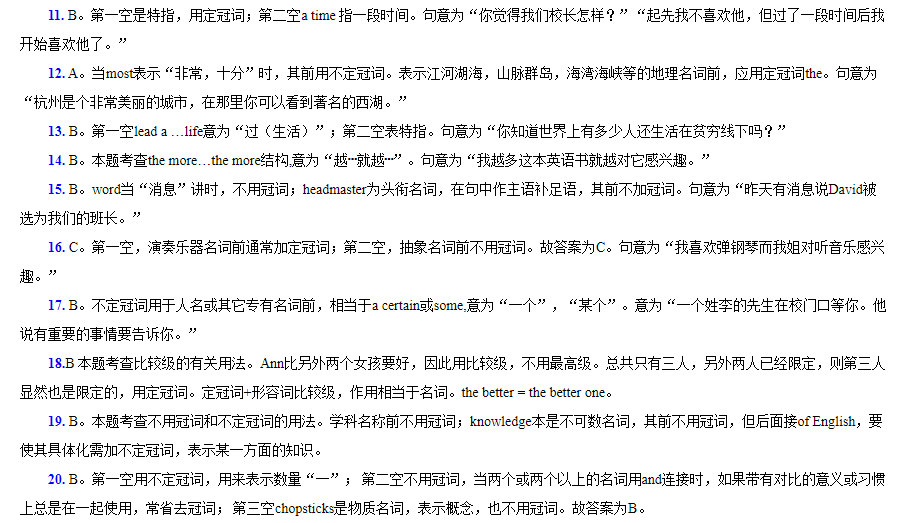 11. B。第一空是特指，用定冠词；第二空a time 指一段时间。句意为“你觉得我们校长怎样？”“起先我不喜欢他，但过了一段时间后我
开始喜欢他了。”
12. A。当most表示“非常，十分”时，其前用不定冠词。表示江河湖海，山脉群岛，海湾海峡等的地理名词前，应用定冠词the。句意为
“杭州是个非常美丽的城市，在那里你可以看到著名的西湖。”
13. B。第一空lead a …life意为“过（生活）”；第二空表特指。句意为“你知道世界上有多少人还生活在贫穷线下吗？”
14. B。本题考查the more…the more结构,意为“越┅就越┅”。句意为“我越多这本英语书就越对它感兴趣。”
15. B。word当“消息”讲时，不用冠词；headmaster为头衔名词，在句中作主语补足语，其前不加冠词。句意为“昨天有消息说David被
选为我们的班长。”
16. C。第一空，演奏乐器名词前通常加定冠词；第二空，抽象名词前不用冠词。故答案为C。句意为“我喜欢弹钢琴而我姐对听音乐感兴
趣。”
17. B。不定冠词用于人名或其它专有名词前，相当于a certain或some,意为“一个”，“某个”。意为“一个姓李的先生在校门口等你。他
说有重要的事情要告诉你。”
18.B 本题考查比较级的有关用法。Ann比另外两个女孩要好，因此用比较级，不用最高级。总共只有三人，另外两人已经限定，则第三人
显然也是限定的，用定冠词。定冠词+形容词比较级，作用相当于名词。the better = the better one。
19. B。本题考查不用冠词和不定冠词的用法。学科名称前不用冠词；knowledge本是不可数名词，其前不用冠词，但后面接of English，要
使其具体化需加不定冠词，表示某一方面的知识。
20. B。第一空用不定冠词，用来表示数量“一”； 第二空不用冠词，当两个或两个以上的名词用and连接时，如果带有对比的意义或习惯
上总是在一起使用，常省去冠词；第三空chopsticks是物质名词，表示概念，也不用冠词。故答案为B。